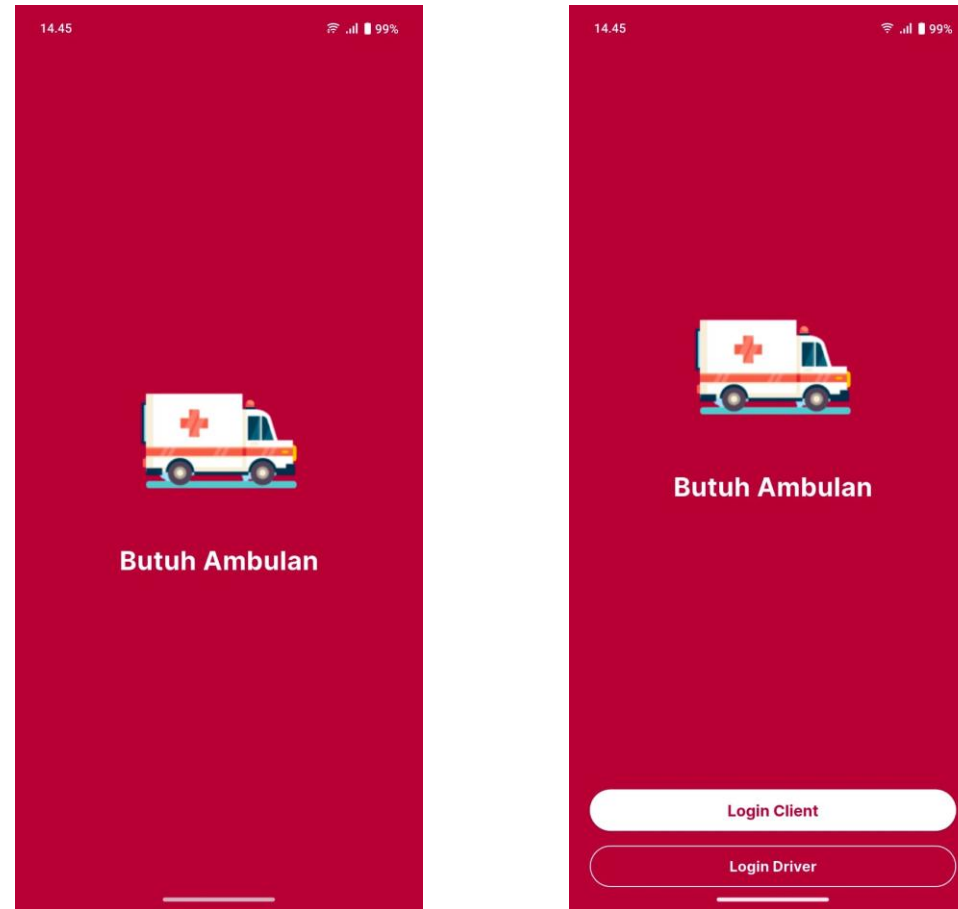 14.45
99%
Butuh Ambulan
14.45
99%
Butuh Ambulan
Login Client
Login Driver